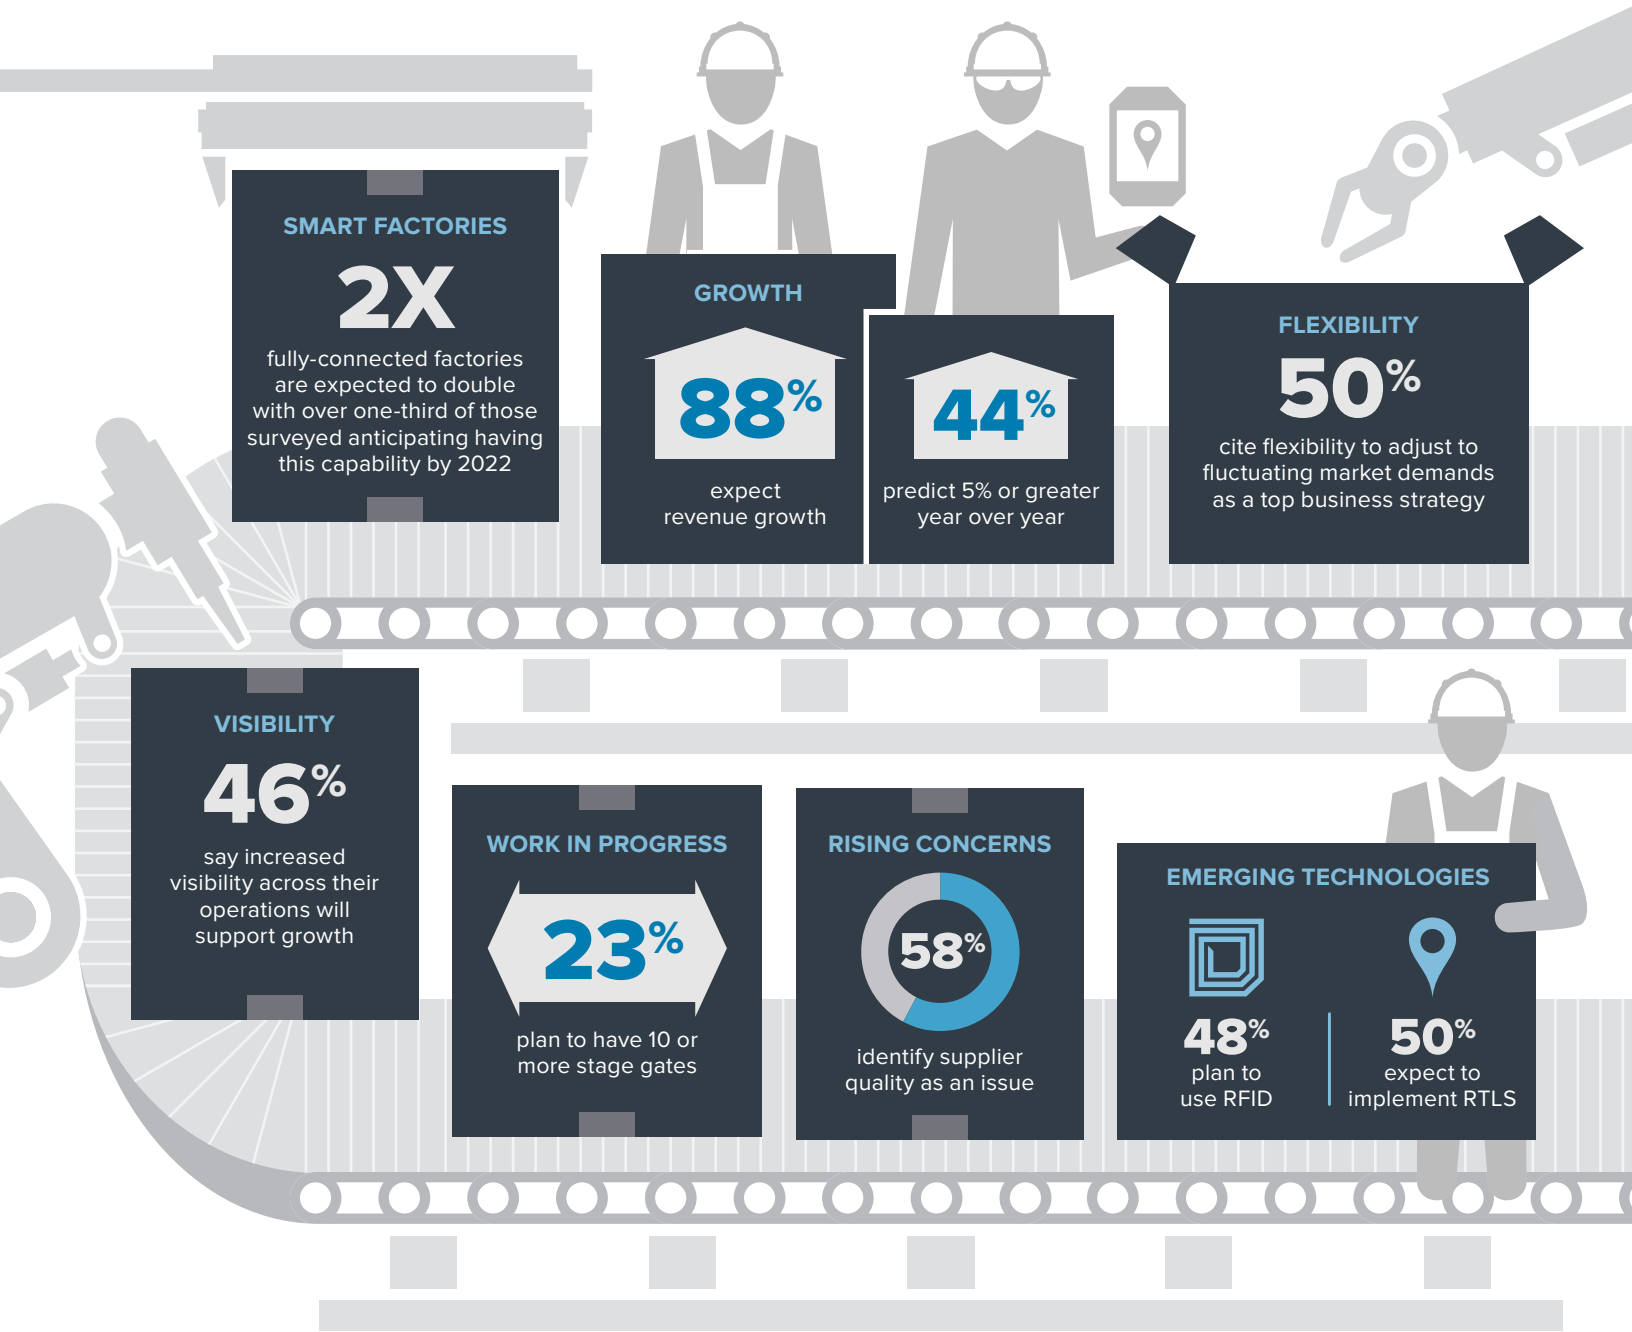 SMART FACTORIES
2X
fully-connected factories
are expected to double
with over one-third of those
surveyed anticipating having
this capability by 2022
GROWTH
88%
expect
revenue growth
44%
predict 5% or greater
year over year
FLEXIBILITY
50%
cite flexibility to adjust to
fluctuating market demands
as a top business strategy
VISIBILITY
46%
say increased
visibility across their
operations will
support growth
WORK IN PROGRESS
23%
plan to have 10 or
more stage gates
RISING CONCERNS
58%
identify supplier
quality as an issue
EMERGING TECHNOLOGIES
48%
plan to
use RFID
50%
expect to
implement RTLS